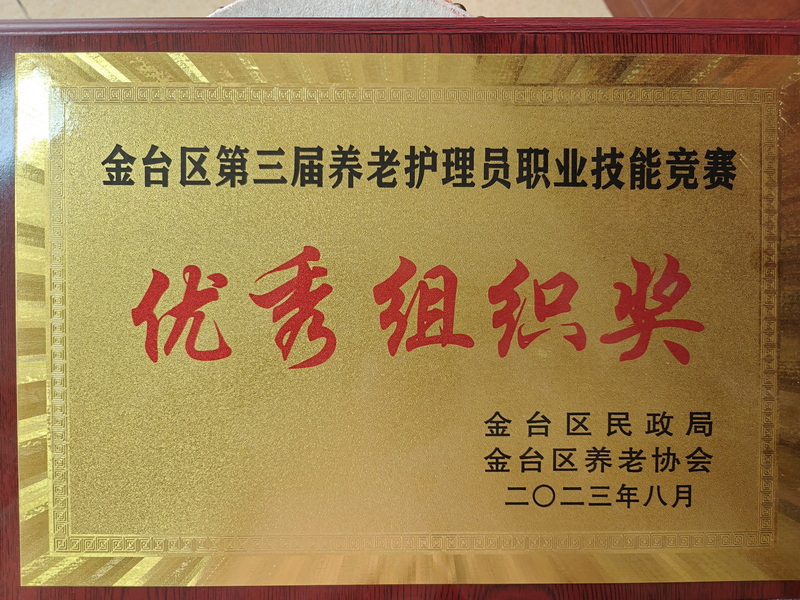 金台区第三届养老护理员职业技能竞赛
优秀组织奖
金台区民政局
金台区养老协会
二〇二三年八月